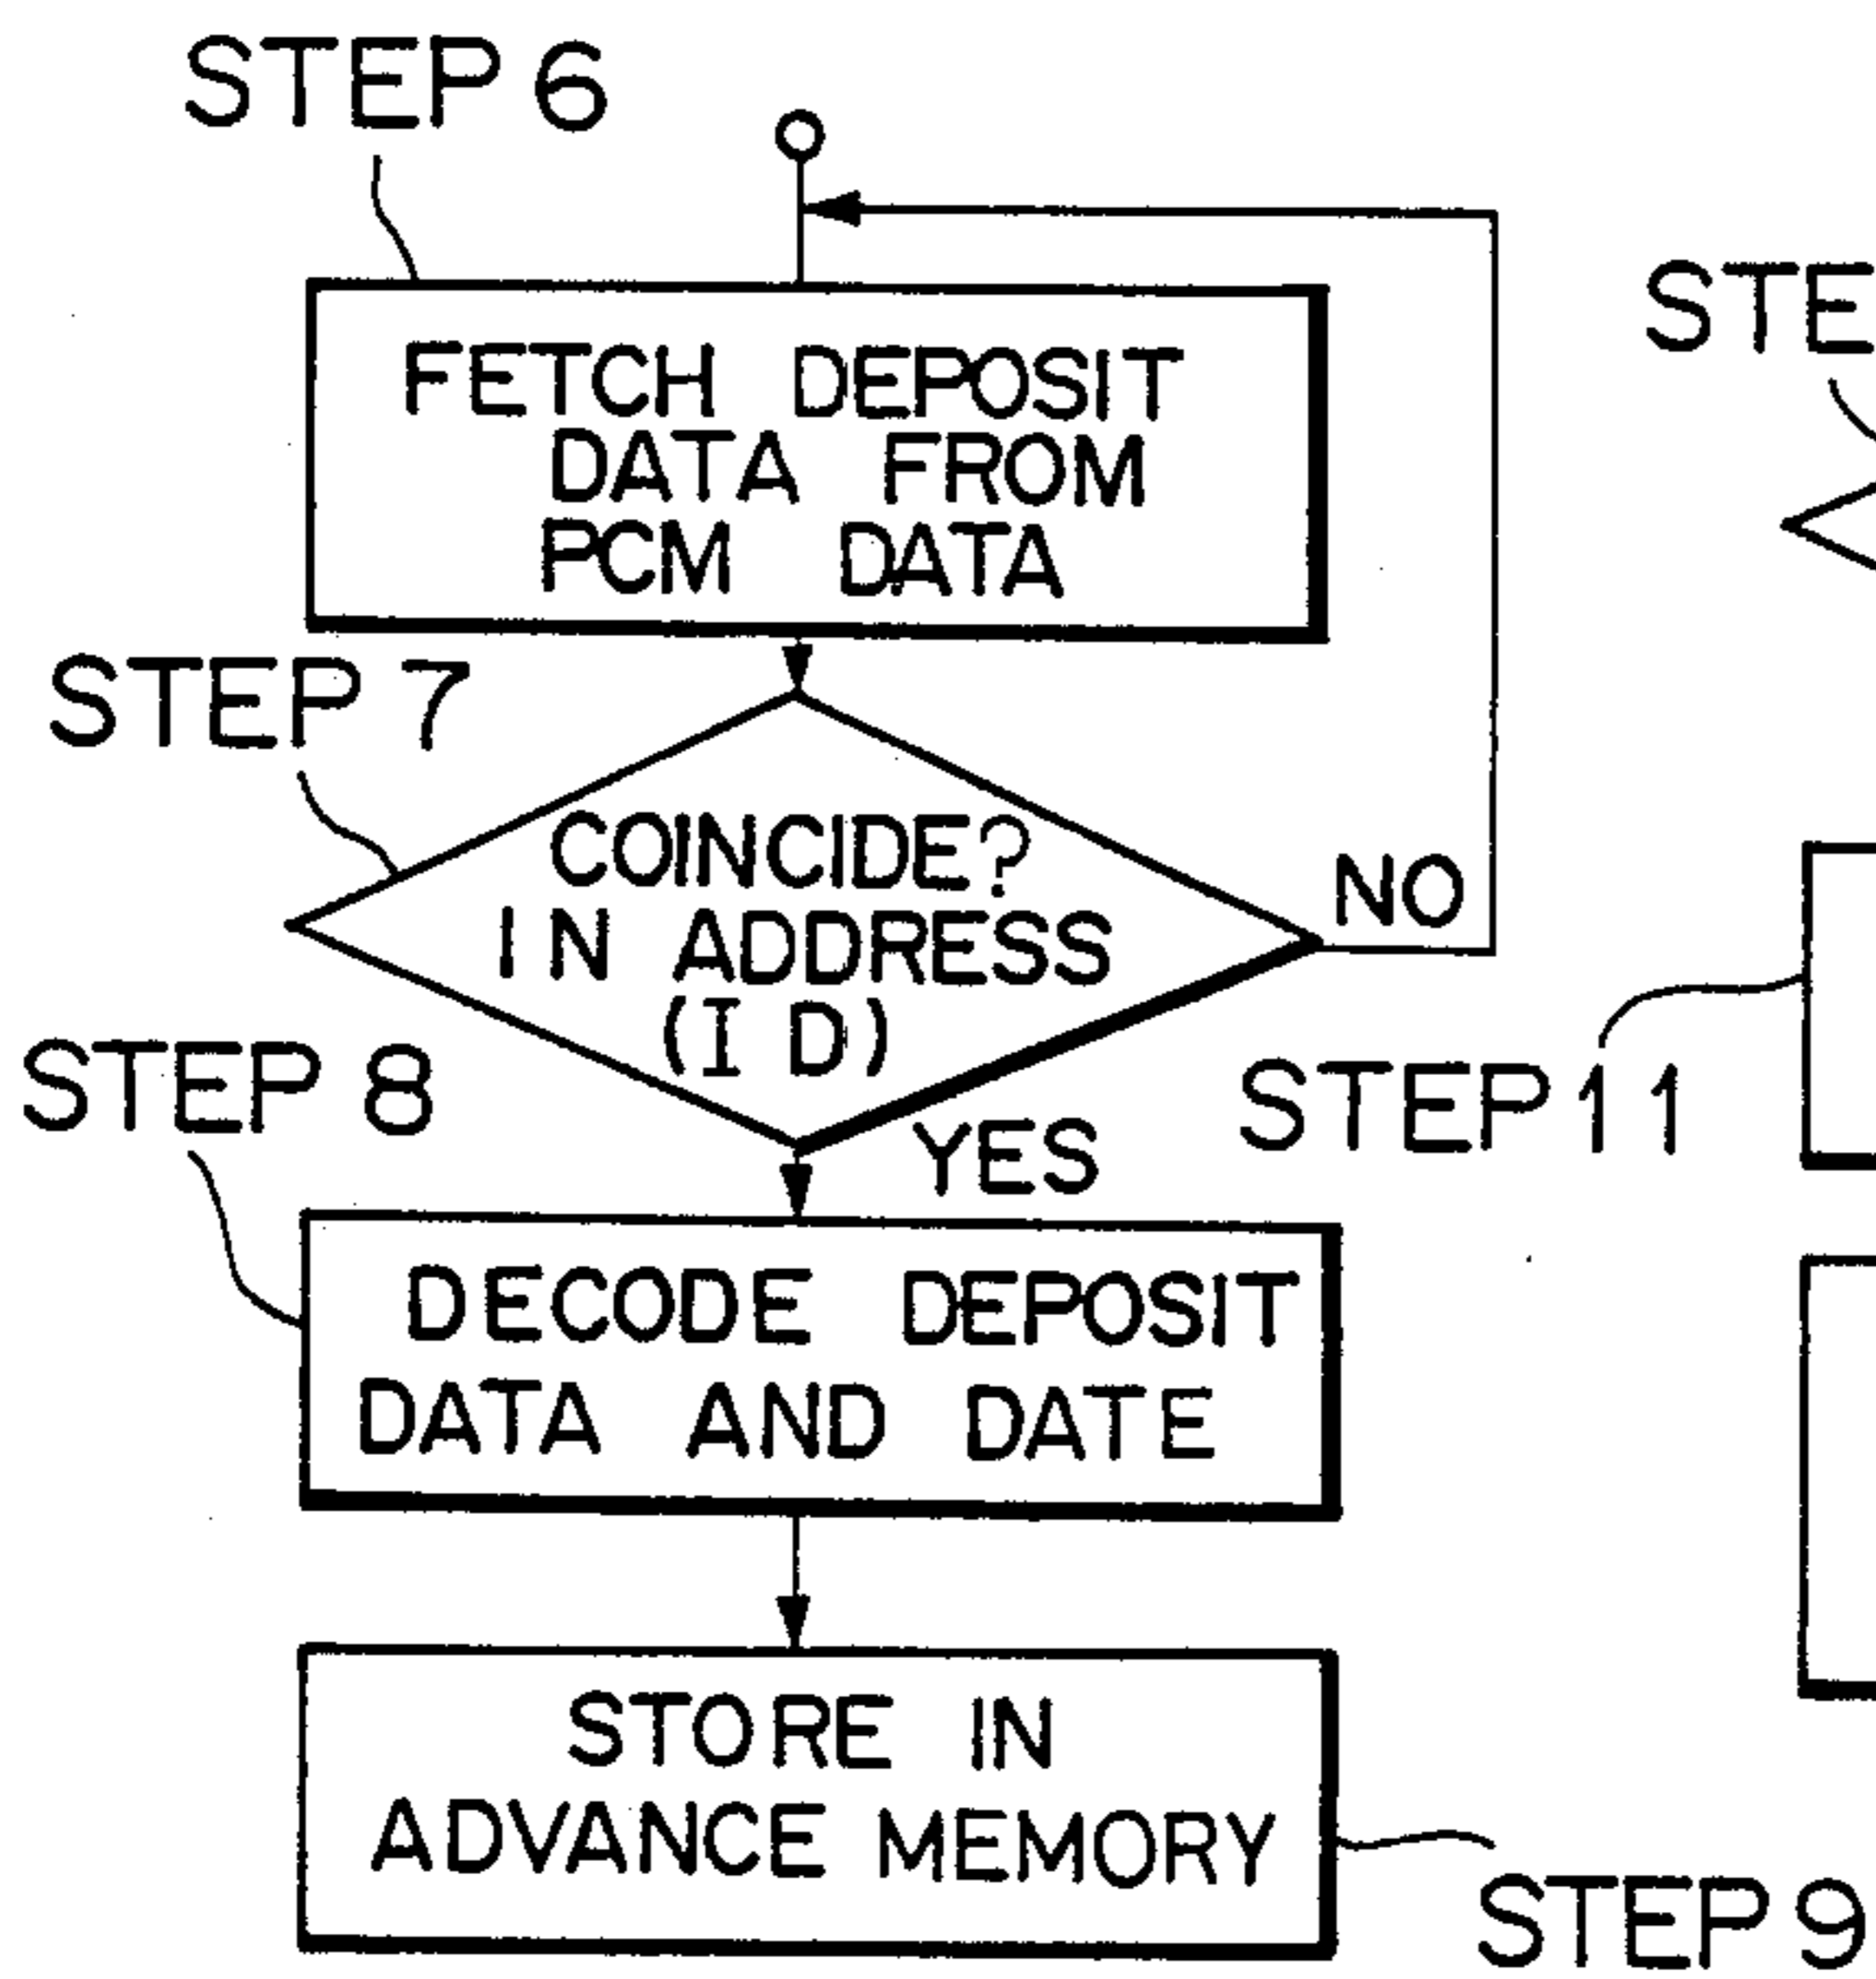 STEP 6
FETCH DEPOSIT
DATA FROM
PCM DATA
STEP 7
COINCIDE?
IN ADDRESS
(I D)
NO
YES
STEP 8
DECODE DEPOSIT
DATA AND DATE
STORE IN
ADVANCE MEMORY
STEP 9
STE
STEP 11